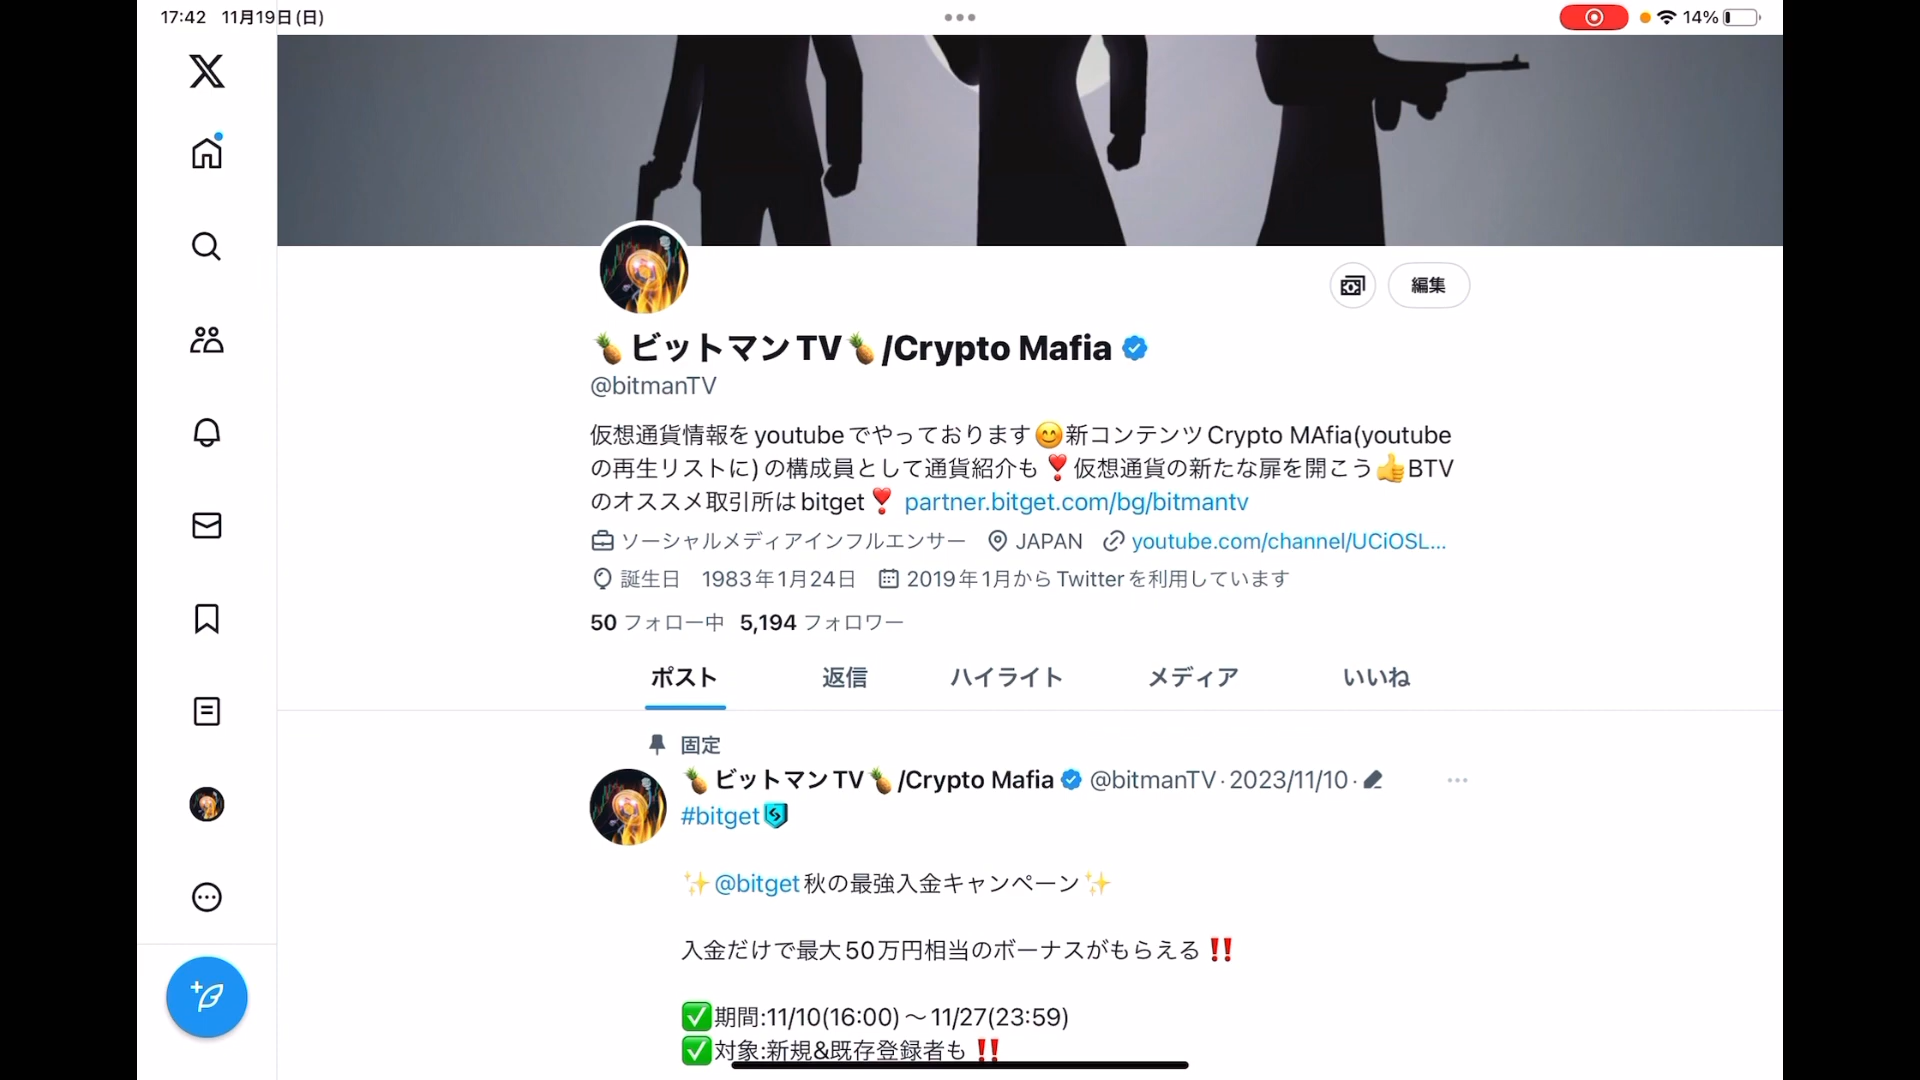 17:42 11月19日(日)
14%
編集
🍍ビットマンTV🍍/Crypto Mafia
@bitmanTV
仮想通貨情報をyoutubeでやっております😊新コンテンツCrypto MAfia(youtube
の再生リストに)の構成員として通貨紹介も❣️仮想通貨の新たな扉を開こう👍BTV
のオススメ取引所はbitget❣️ partner.bitget.com/bg/bitmantv
ソーシャルメディアインフルエンサー JAPAN youtube.com/channel/UCiOSL...
誕生日 1983年1月24日 2019年1月からTwitterを利用しています
50 フォロー中 5,194 フォロワー
ポスト 返信 ハイライト メディア いいね
固定
🍍ビットマンTV🍍/Crypto Mafia @bitmanTV · 2023/11/10 ·
#bitget
✨@bitget秋の最強入金キャンペーン✨
入金だけで最大50万円相当のボーナスがもらえる‼️
✅期間:11/10(16:00)〜11/27(23:59)
✅対象:新規&既存登録者も‼️